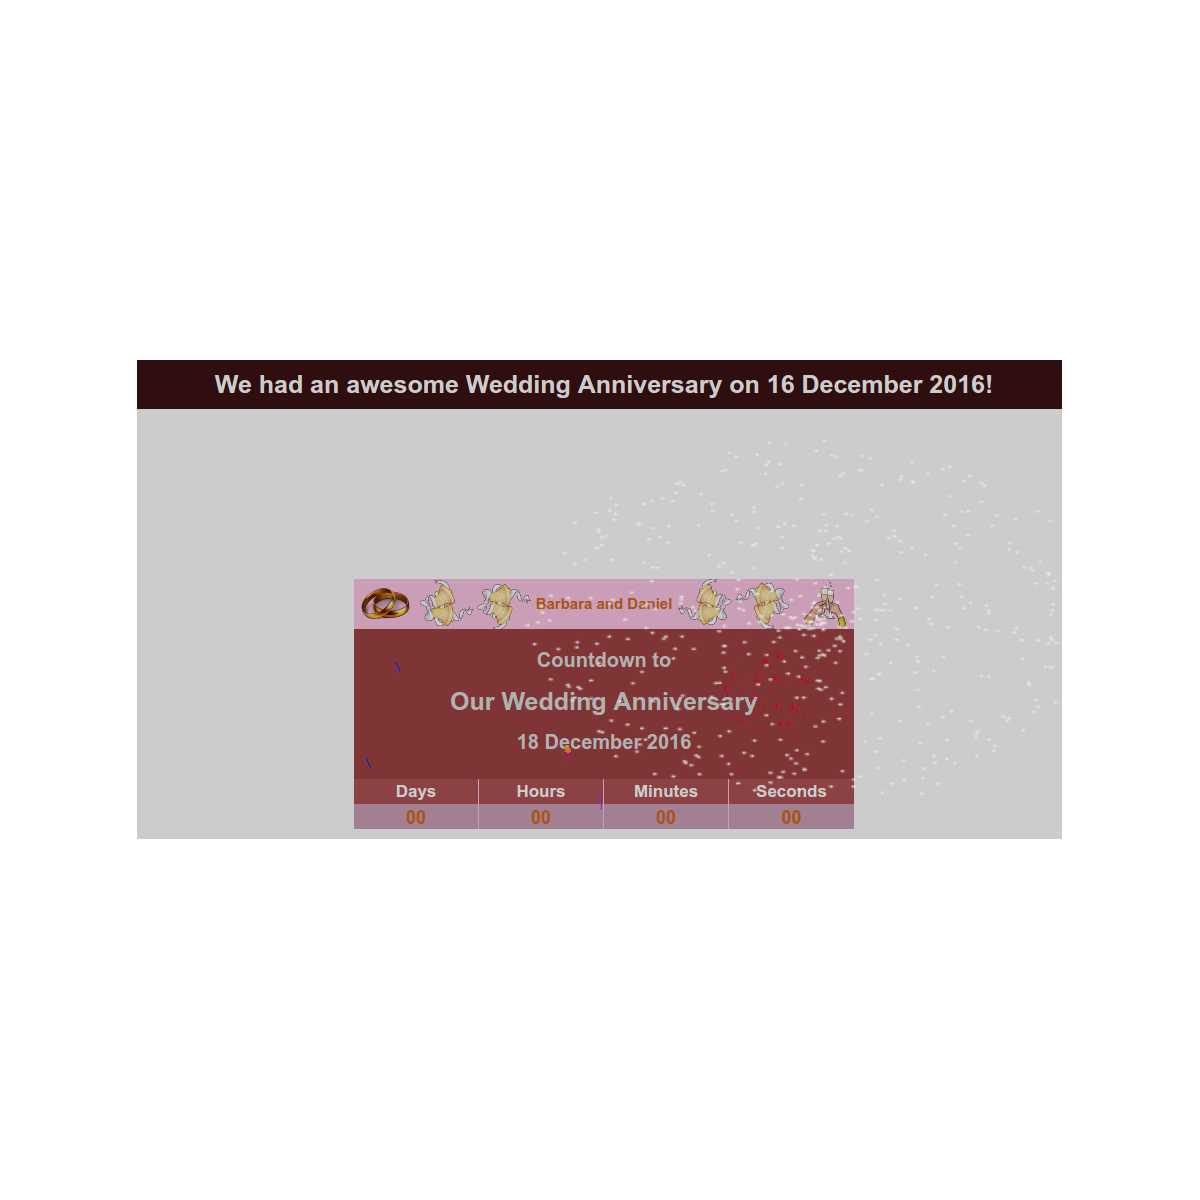 We had an awesome Wedding Anniversary on 16 December 2016!
Barbara and Daniel
Countdown to
Our Wedding Anniversary
18 December 2016
Days Hours Minutes Seconds
00 00 00 00